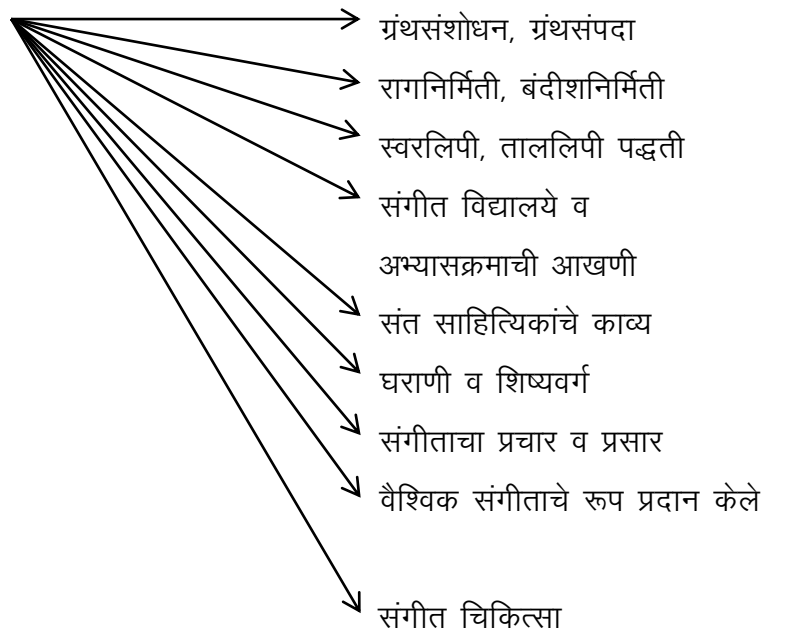 ग्रंथसंशोधन, ग्रंथसंपदा
रागनिर्मिती, बंदीशनिर्मिती
स्वरलिपी, ताललिपी पद्धती
संगीत विद्यालये व
अभ्यासक्रमाची आखणी
संत साहित्यिकांचे काव्य
घराणी व शिष्यवर्ग
संगीताचा प्रचार व प्रसार
वैश्विक संगीताचे रूप प्रदान केले
संगीत चिकित्सा